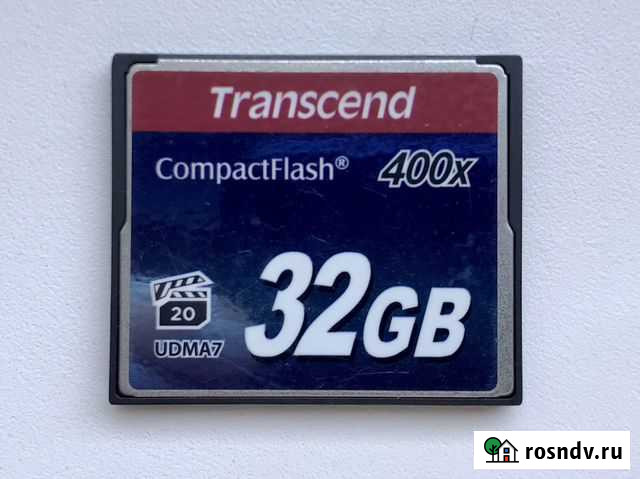 Transcend
CompactFlash® 400x
32GB
20
UDMA7
rosndv.ru